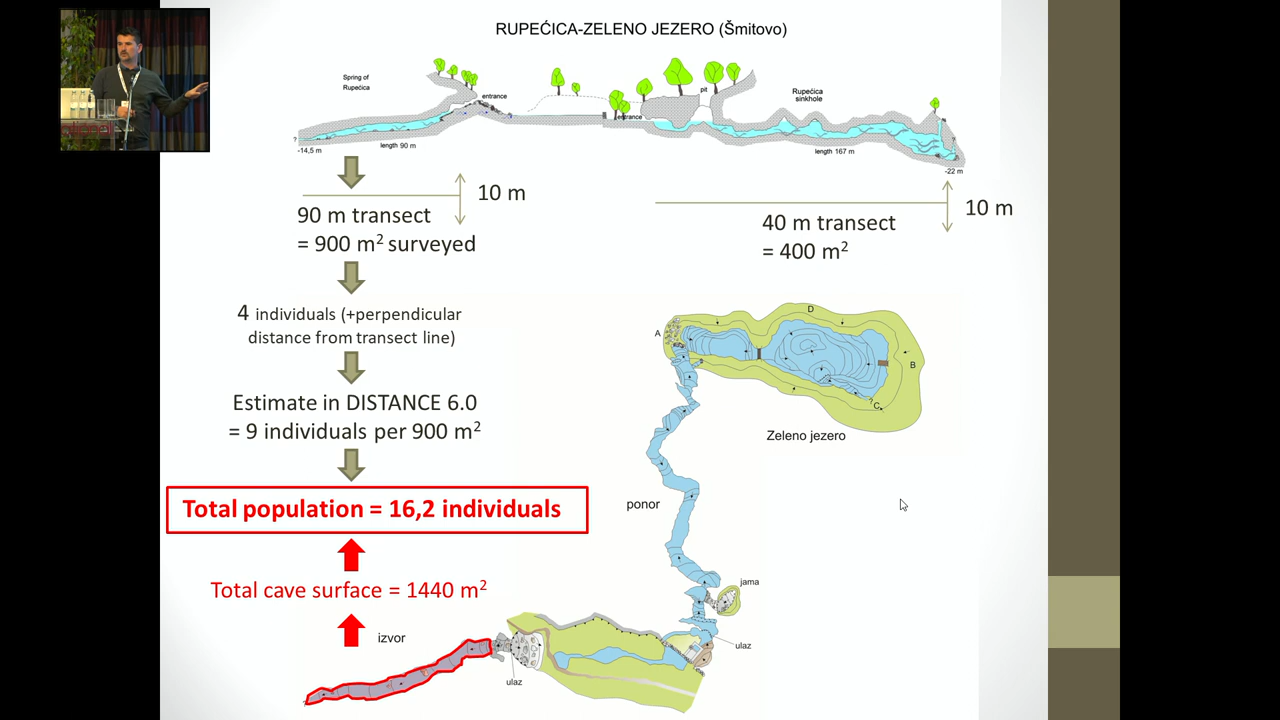 RUPEĆICA-ZELENO JEZERO (Šmitovo)
Spring of
Rupećica
entrance
pit
Rupećica
sinkhole
entrance
?
-14,5 m
length 90 m
length 167 m
?
-22 m
10 m
10 m
90 m transect
= 900 m² surveyed
40 m transect
= 400 m²
4 individuals (+perpendicular
distance from transect line)
Estimate in DISTANCE 6.0
= 9 individuals per 900 m²
Total population = 16,2 individuals
Total cave surface = 1440 m²
izvor
D
A
B
?
C
Zeleno jezero
ponor
jama
ulaz
ulaz
?